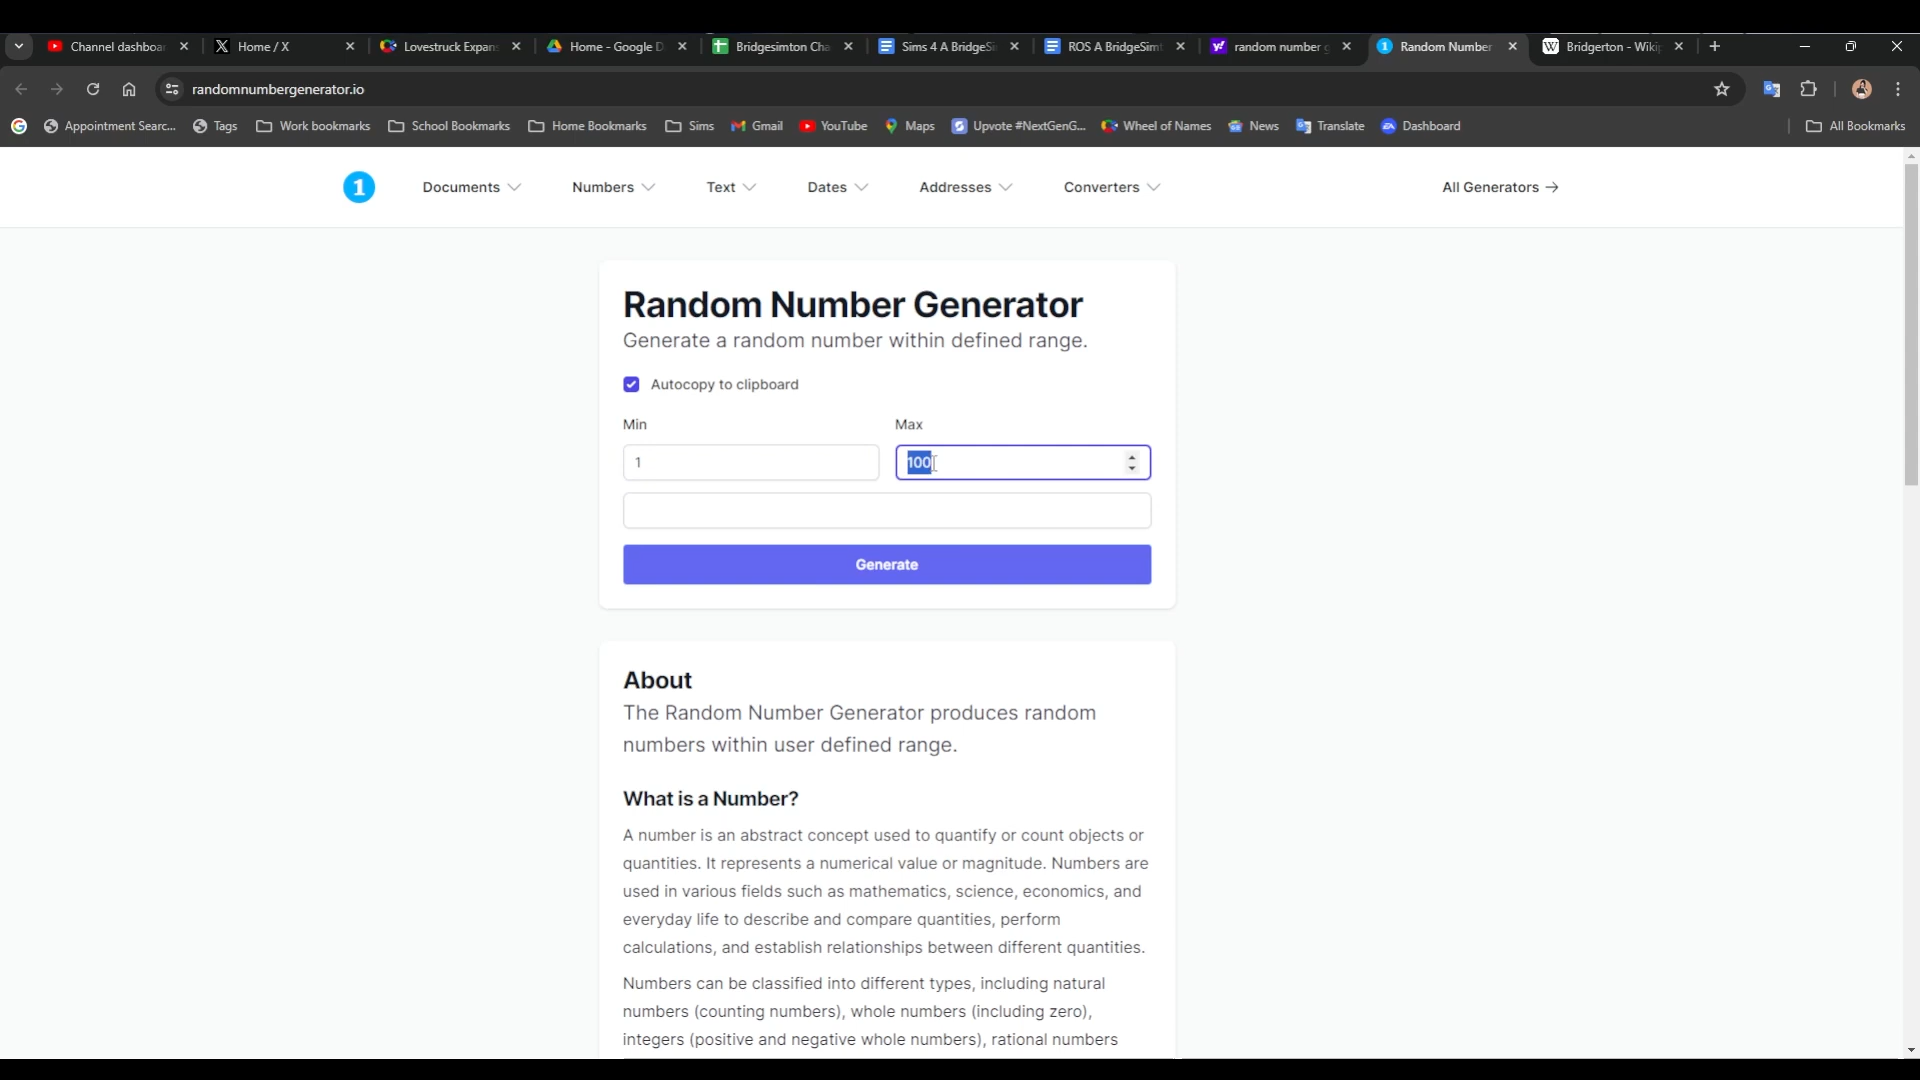 Channel dashboa
Home / X
Lovestruck Expan
Home - Google D
Bridgesimton Cha
Sims 4 A BridgeSi
ROS A BridgeSimt
random number g
Random Number
Bridgerton - Wiki
randomnumbergenerator.io
Appointment Searc...
Tags
Work bookmarks
School Bookmarks
Home Bookmarks
Sims
Gmail
YouTube
Maps
Upvote #NextGenG...
Wheel of Names
News
Translate
Dashboard
All Bookmarks
1
Documents
Numbers
Text
Dates
Addresses
Converters
All Generators →
Random Number Generator
Generate a random number within defined range.
Autocopy to clipboard
Min
Max
1
100
Generate
About
The Random Number Generator produces random
numbers within user defined range.
What is a Number?
A number is an abstract concept used to quantify or count objects or
quantities. It represents a numerical value or magnitude. Numbers are
used in various fields such as mathematics, science, economics, and
everyday life to describe and compare quantities, perform
calculations, and establish relationships between different quantities.
Numbers can be classified into different types, including natural
numbers (counting numbers), whole numbers (including zero),
integers (positive and negative whole numbers), rational numbers